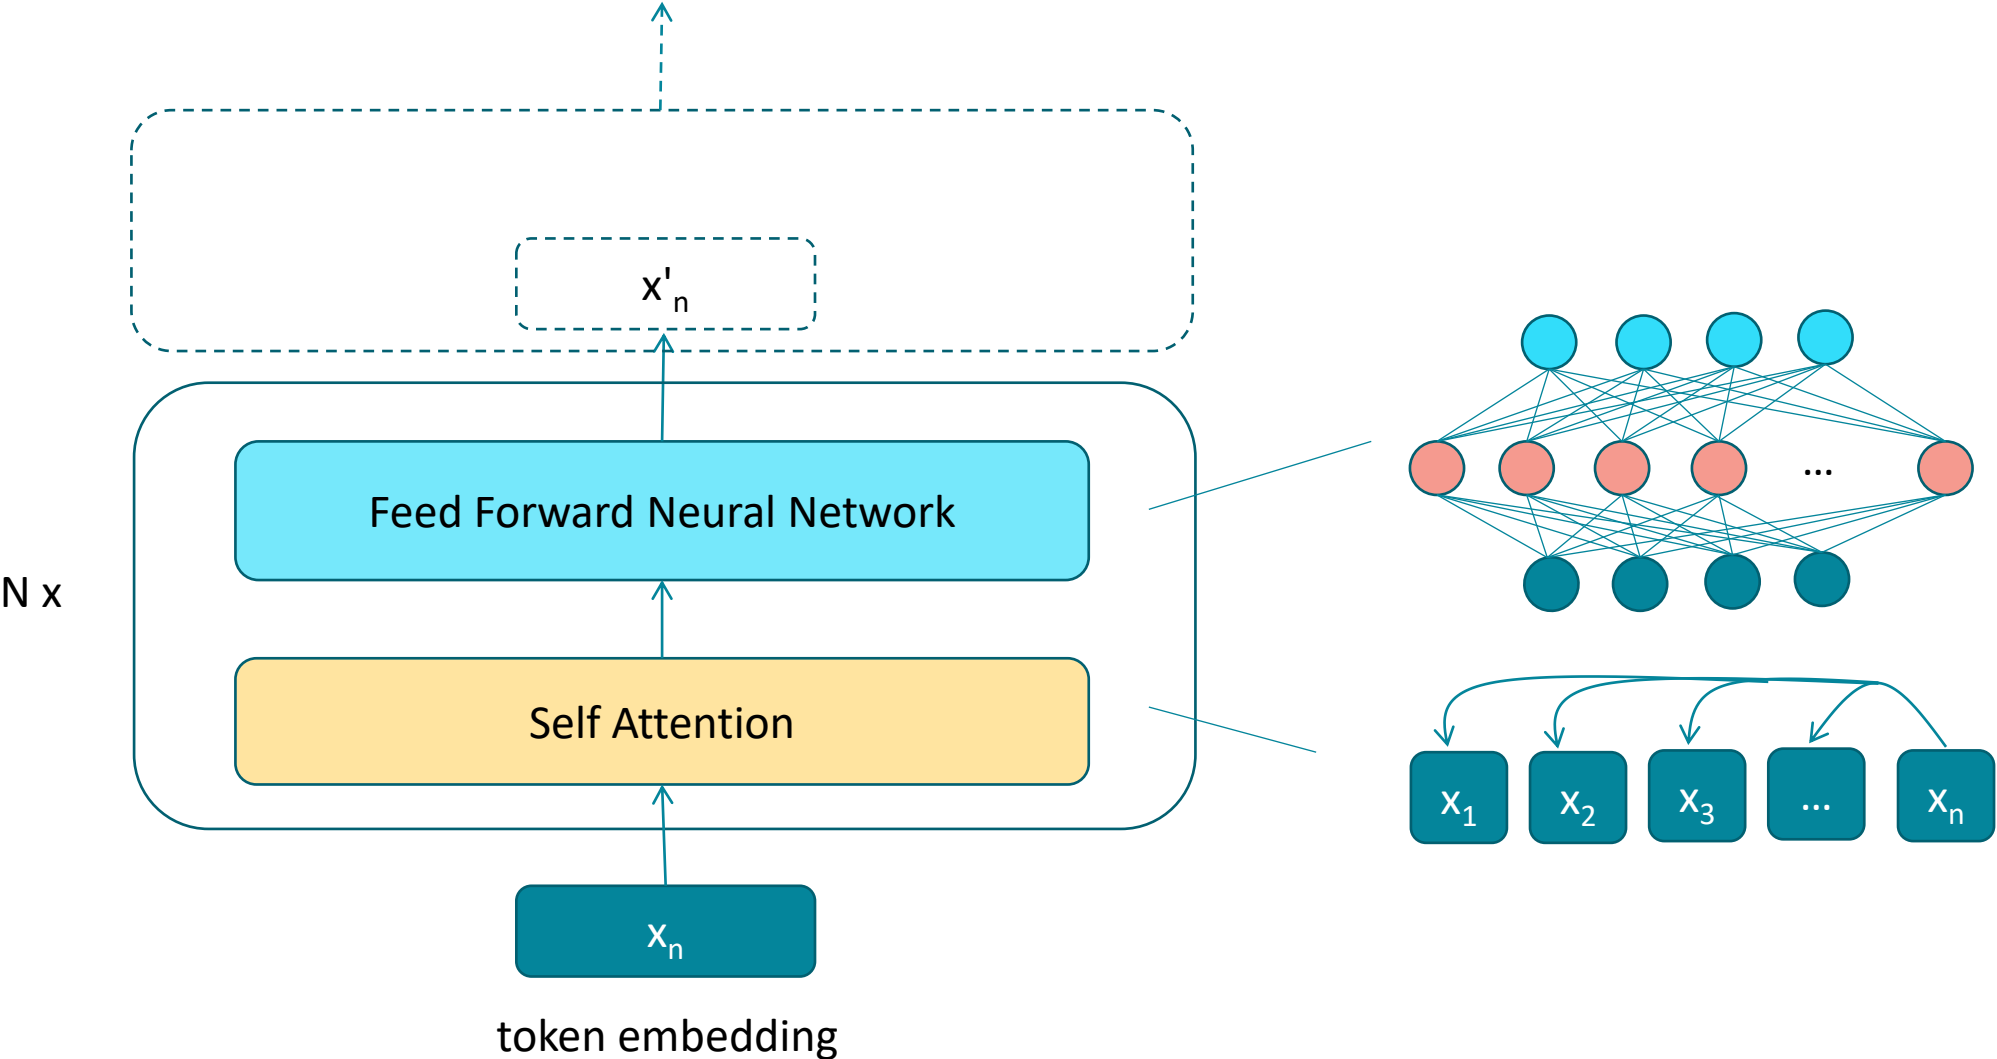 x'n
Feed Forward Neural Network
...
N x
Self Attention
x1 x2 x3 ... xn
xn
token embedding